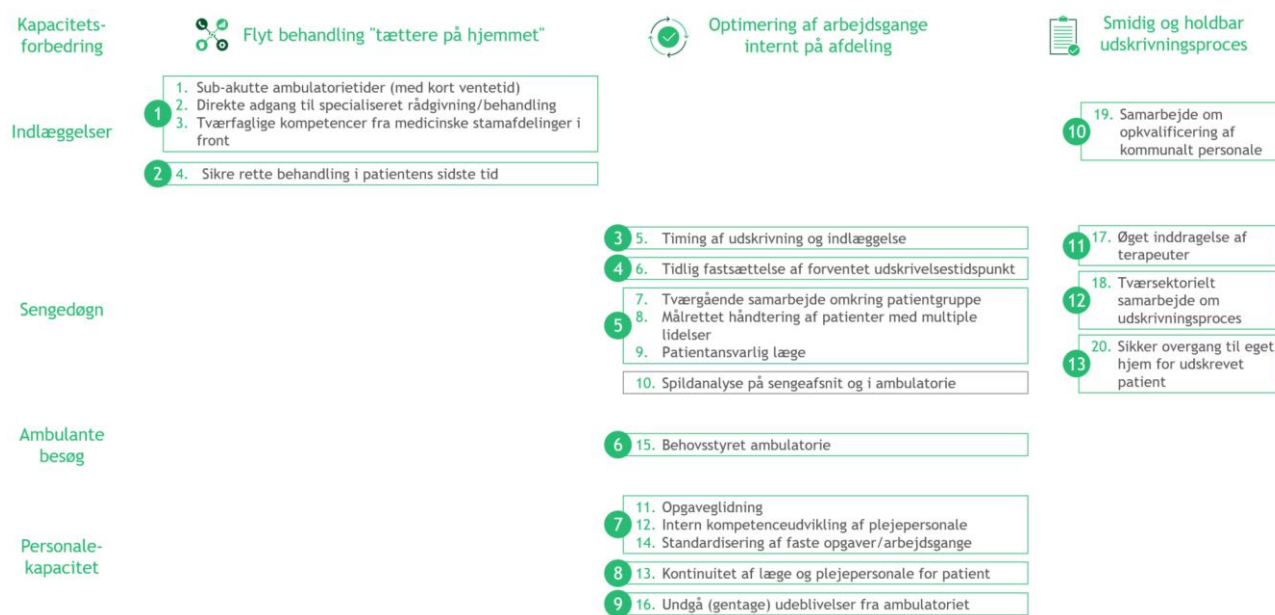 Kapacitets-
forbedring
Flyt behandling "tættere på hjemmet"
Optimering af arbejdsgange
internt på afdeling
Smidig og holdbar
udskrivningsproces
Indlæggelser
1
1. Sub-akutte ambulatorietider (med kort ventetid)
2. Direkte adgang til specialiseret rådgivning/behandling
3. Tværfaglige kompetencer fra medicinske stamafdelinger i
front
2
4. Sikre rette behandling i patientens sidste tid
10
19. Samarbejde om
opkvalificering af
kommunalt personale
Sengedøgn
3
5. Timing af udskrivning og indlæggelse
4
6. Tidlig fastsættelse af forventet udskrivelsestidspunkt
5
7. Tværgående samarbejde omkring patientgruppe
8. Målrettet håndtering af patienter med multiple
lidelser
9. Patientansvarlig læge
10. Spildanalyse på sengeafsnit og i ambulatorie
11
17. Øget inddragelse af
terapeuter
12
18. Tværsektorielt
samarbejde om
udskrivningsproces
13
20. Sikker overgang til eget
hjem for udskrevet
patient
Ambulante
besøg
6
15. Behovsstyret ambulatorie
Personale-
kapacitet
7
11. Opgaveglidning
12. Intern kompetenceudvikling af plejepersonale
14. Standardisering af faste opgaver/arbejdsgange
8
13. Kontinuitet af læge og plejepersonale for patient
9
16. Undgå (gentage) udeblivelser fra ambulatoriet